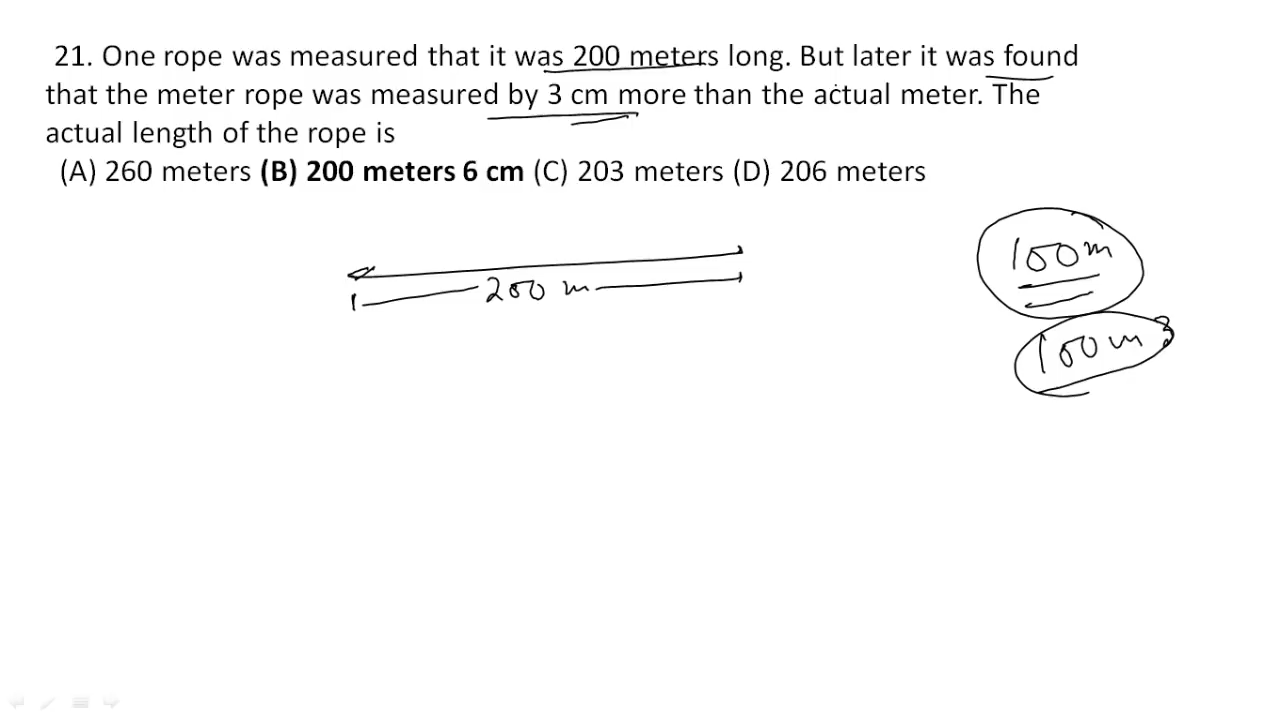 21. One rope was measured that it was 200 meters long. But later it was found
that the meter rope was measured by 3 cm more than the actual meter. The
actual length of the rope is
(A) 260 meters (B) 200 meters 6 cm (C) 203 meters (D) 206 meters
100m
200 m
100m